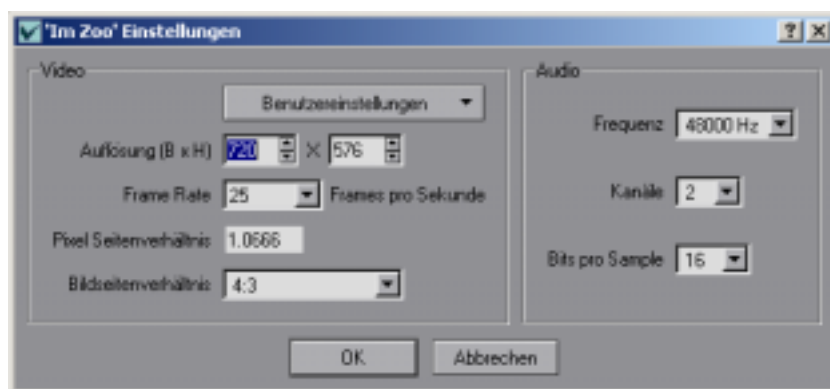 'Im Zoo' Einstellungen
Video
Benutzereinstellungen
Auflösung (B x H) 720 X 576
Frame Rate 25 Frames pro Sekunde
Pixel Seitenverhältnis 1.0666
Bildseitenverhältnis 4:3
Audio
Frequenz 48000 Hz
Kanäle 2
Bits pro Sample 16
OK Abbrechen